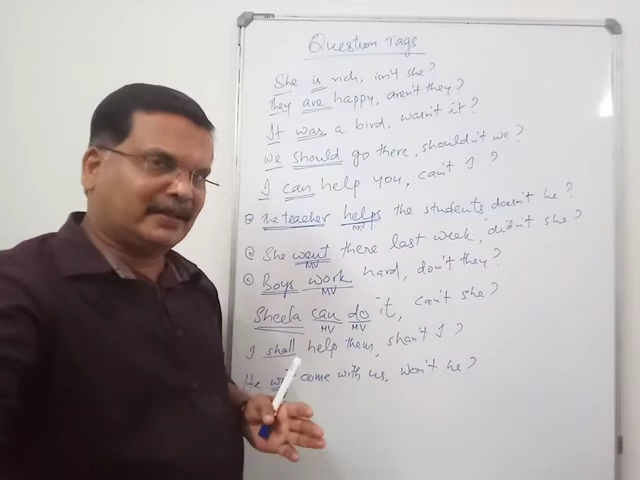 Question Tags
She is rich, isn't she?
They are happy, aren't they?
It was a bird, wasn't it?
We should go there, shouldn't we?
I can help you, can't I ?
The teacher helps the students, doesn't he?
MV
She went there last week, didn't she?
MV
Boys work hard, don't they?
MV
Sheela can do it, can't she?
HV MV
I shall help them, shan't I?
He come with us, won't he?